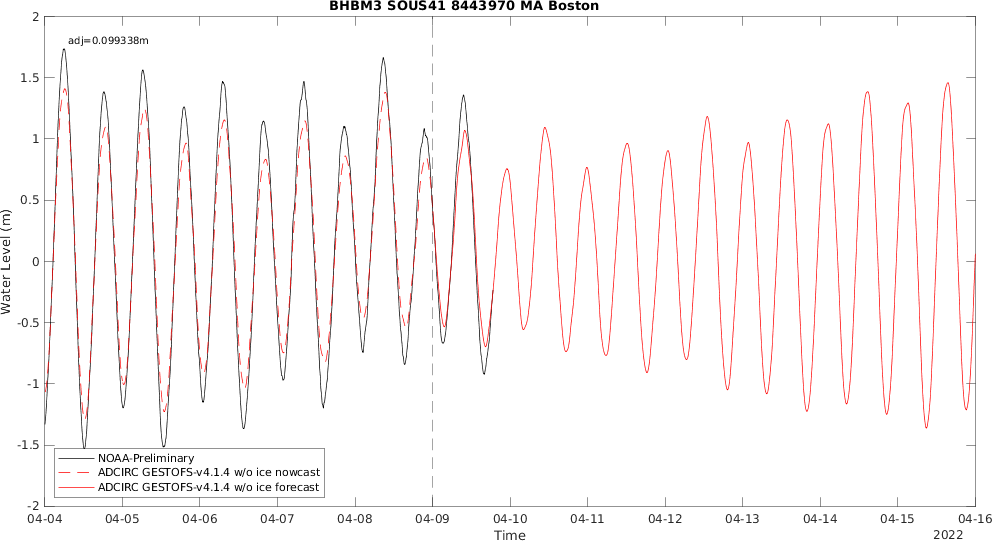 BHBM3 SOUS41 8443970 MA Boston
adj=0.099338m
Water Level (m)
2
1.5
1
0.5
0
-0.5
-1
-1.5
-2
NOAA-Preliminary
ADCIRC GESTOFS-v4.1.4 w/o ice nowcast
ADCIRC GESTOFS-v4.1.4 w/o ice forecast
04-04 04-05 04-06 04-07 04-08 04-09 04-10 04-11 04-12 04-13 04-14 04-15 04-16
Time
2022